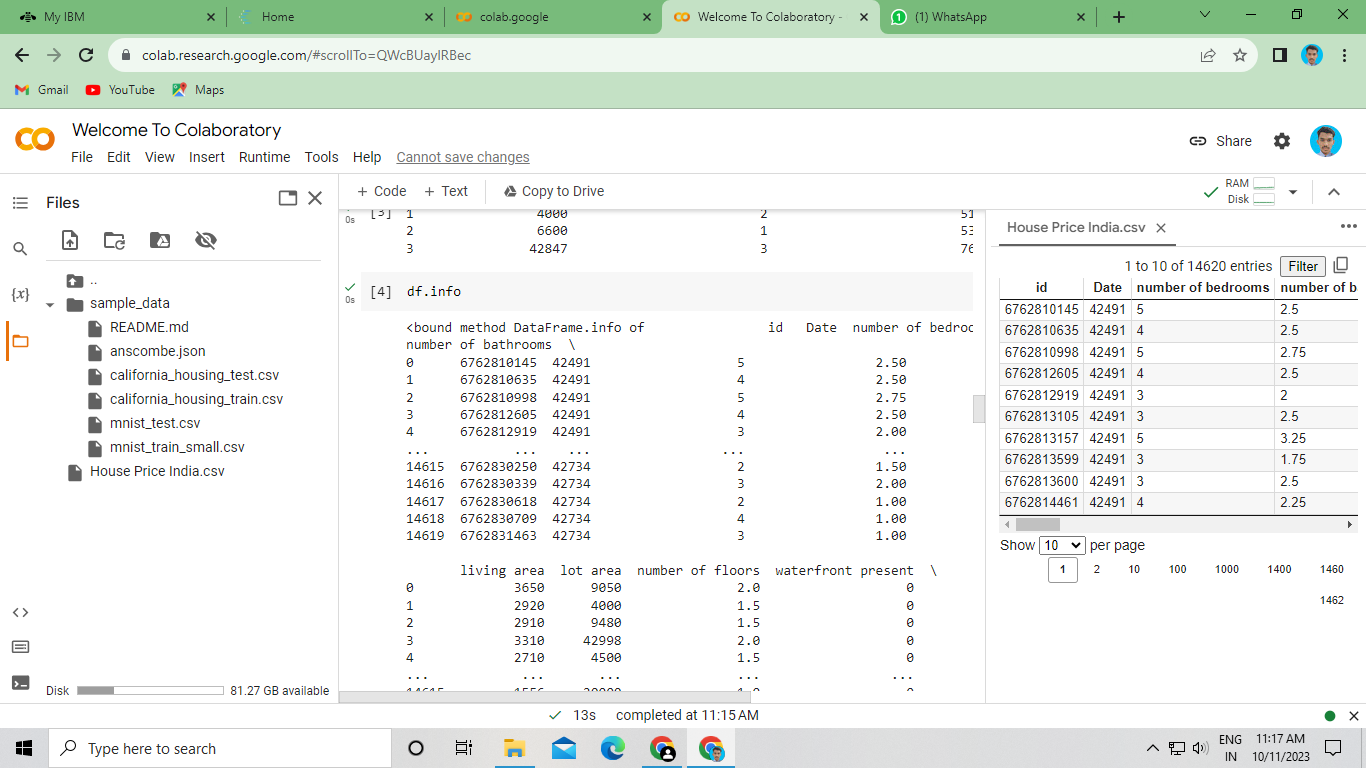 My IBM
Home
colab.google
Welcome To Colaboratory -
(1) WhatsApp
colab.research.google.com/#scrollTo=QWcBUaylRBec
Gmail YouTube Maps
Welcome To Colaboratory
File Edit View Insert Runtime Tools Help Cannot save changes
Share
Files
..
sample_data
README.md
anscombe.json
california_housing_test.csv
california_housing_train.csv
mnist_test.csv
mnist_train_small.csv
House Price India.csv
Disk 81.27 GB available
+ Code + Text Copy to Drive
RAM
Disk
0s [3] 1 4000 2 51
2 6600 1 53
3 42847 3 76
0s [4] df.info
<bound method DataFrame.info of id Date number of bedroo
number of bathrooms \
0 6762810145 42491 5 2.50
1 6762810635 42491 4 2.50
2 6762810998 42491 5 2.75
3 6762812605 42491 4 2.50
4 6762812919 42491 3 2.00
... ... ... ... ...
14615 6762830250 42734 2 1.50
14616 6762830339 42734 3 2.00
14617 6762830618 42734 2 1.00
14618 6762830709 42734 4 1.00
14619 6762831463 42734 3 1.00
living area lot area number of floors waterfront present \
0 3650 9050 2.0 0
1 2920 4000 1.5 0
2 2910 9480 1.5 0
3 3310 42998 2.0 0
4 2710 4500 1.5 0
... ... ... ... ...
14615 1556 20000 1.0 0
House Price India.csv
1 to 10 of 14620 entries Filter
id Date number of bedrooms number of b
6762810145 42491 5 2.5
6762810635 42491 4 2.5
6762810998 42491 5 2.75
6762812605 42491 4 2.5
6762812919 42491 3 2
6762813105 42491 3 2.5
6762813157 42491 5 3.25
6762813599 42491 3 1.75
6762813600 42491 3 2.5
6762814461 42491 4 2.25
Show 10 per page
1 2 10 100 1000 1400 1460
1462
13s completed at 11:15 AM
Type here to search
ENG
IN
11:17 AM
10/11/2023